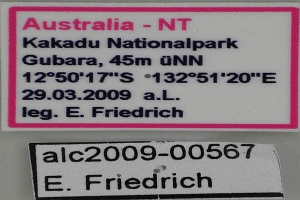 Australia - NT
Kakadu Nationalpark
Gubara, 45m üNN
12°50'17"S 132°51'20"E
29.03.2009 a.L.
leg. E. Friedrich
alc2009-00567
E. Friedrich